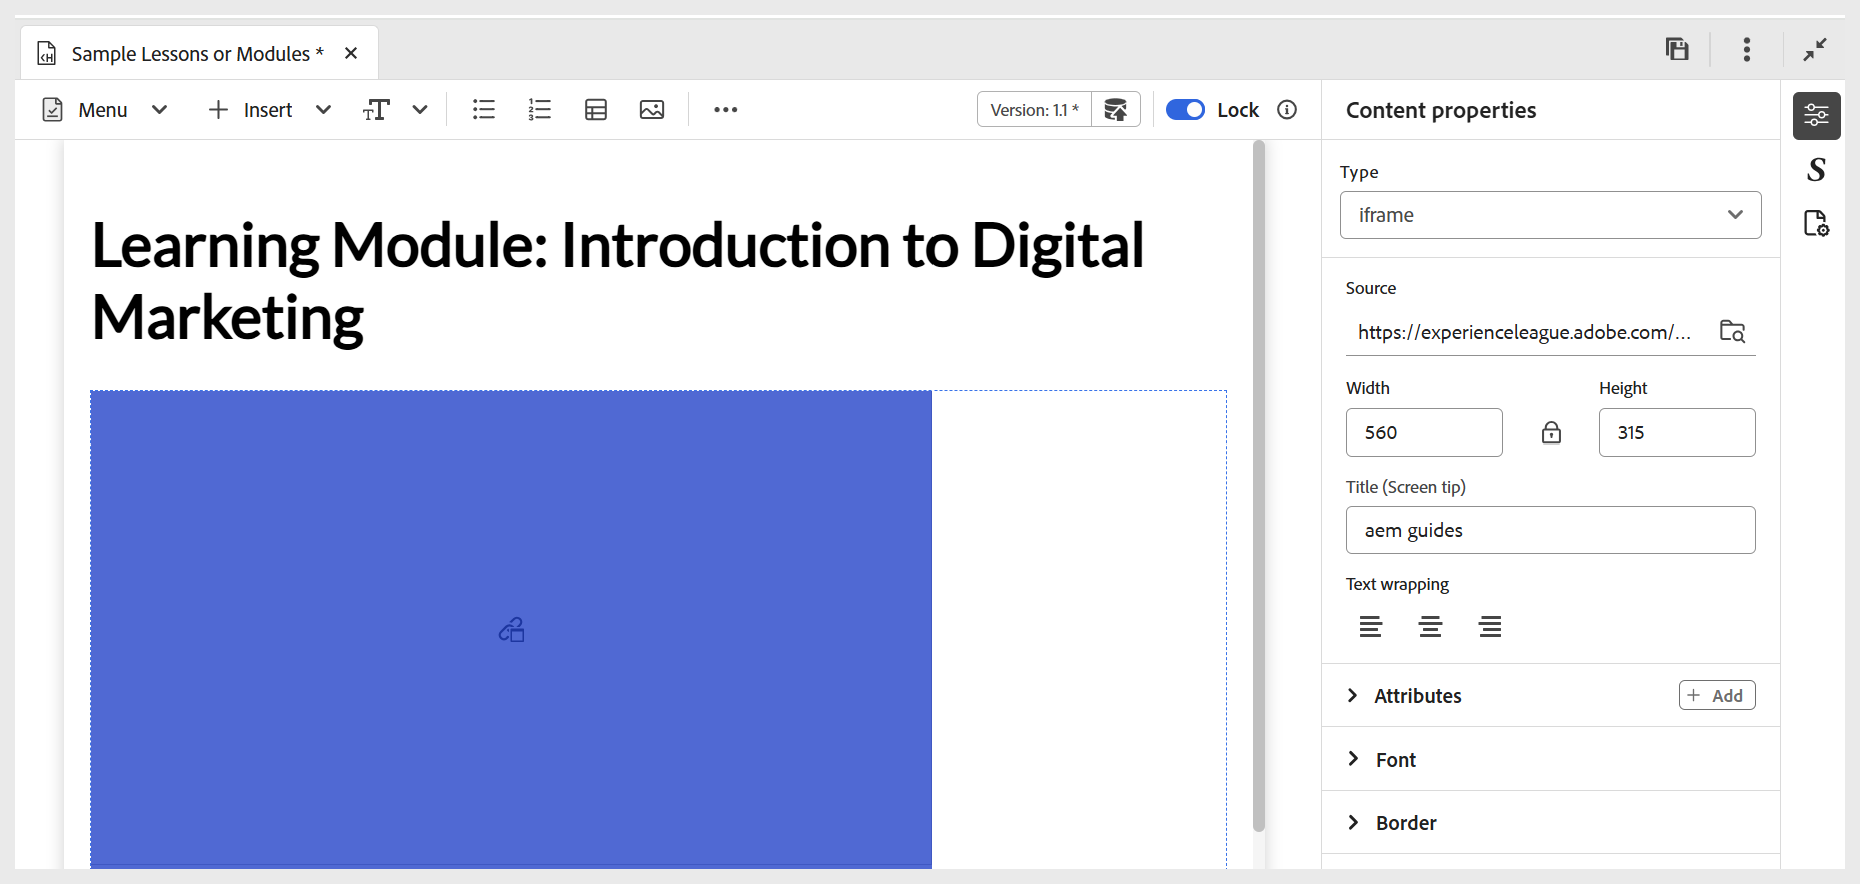 Sample Lessons or Modules *
Menu
Insert
Version: 1.1 *
Lock
Content properties
Learning Module: Introduction to Digital
Marketing
Type
iframe
Source
https://experienceleague.adobe.com/...
Width
Height
560
315
Title (Screen tip)
aem guides
Text wrapping
Attributes
Add
Font
Border